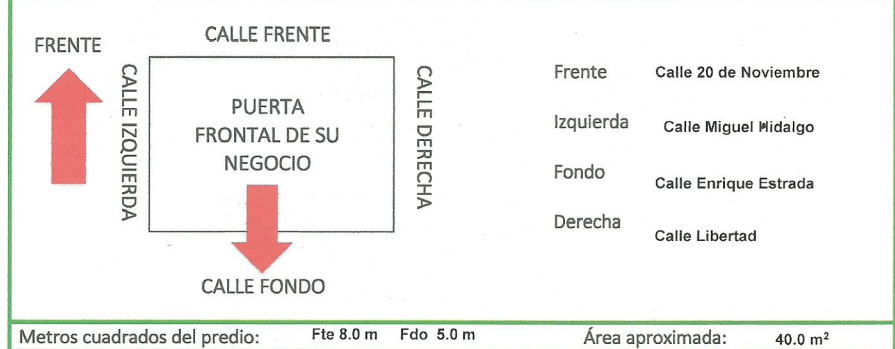 CALLE FRENTE
FRENTE
CALLE IZQUIERDA
PUERTA
FRONTAL DE SU
NEGOCIO
CALLE DERECHA
CALLE FONDO
Frente Calle 20 de Noviembre
Izquierda Calle Miguel Hidalgo
Fondo Calle Enrique Estrada
Derecha Calle Libertad
Metros cuadrados del predio: Fte 8.0 m Fdo 5.0 m Área aproximada: 40.0 m²